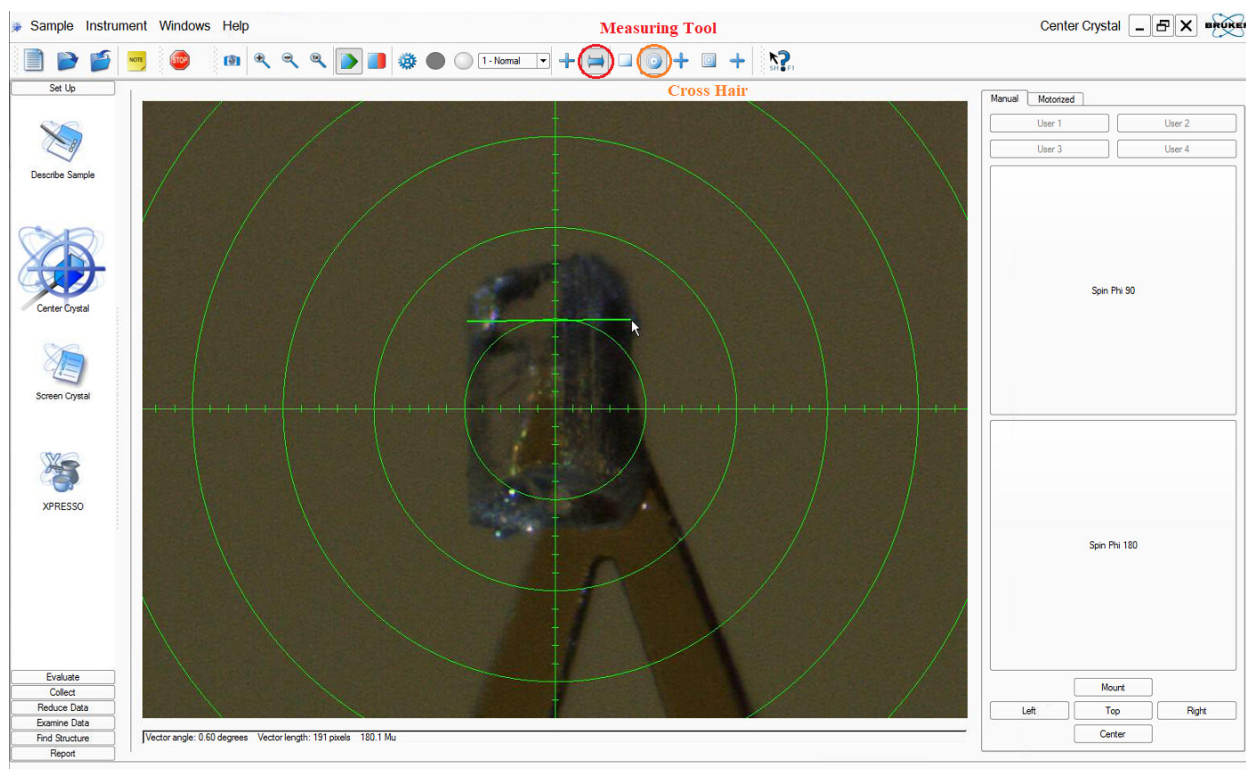 Sample Instrument Windows Help
Measuring Tool
Center Crystal
BRUKER
NOTE
STOP
1 - Normal
Cross Hair
Set Up
Describe Sample
Center Crystal
Screen Crystal
XPRESSO
Evaluate
Collect
Reduce Data
Examine Data
Find Structure
Report
Manual Motorized
User 1 User 2
User 3 User 4
Spin Phi 90
Spin Phi 180
Mount
Left Top Right
Center
Vector angle: 0.60 degrees Vector length: 191 pixels 180.1 Mu